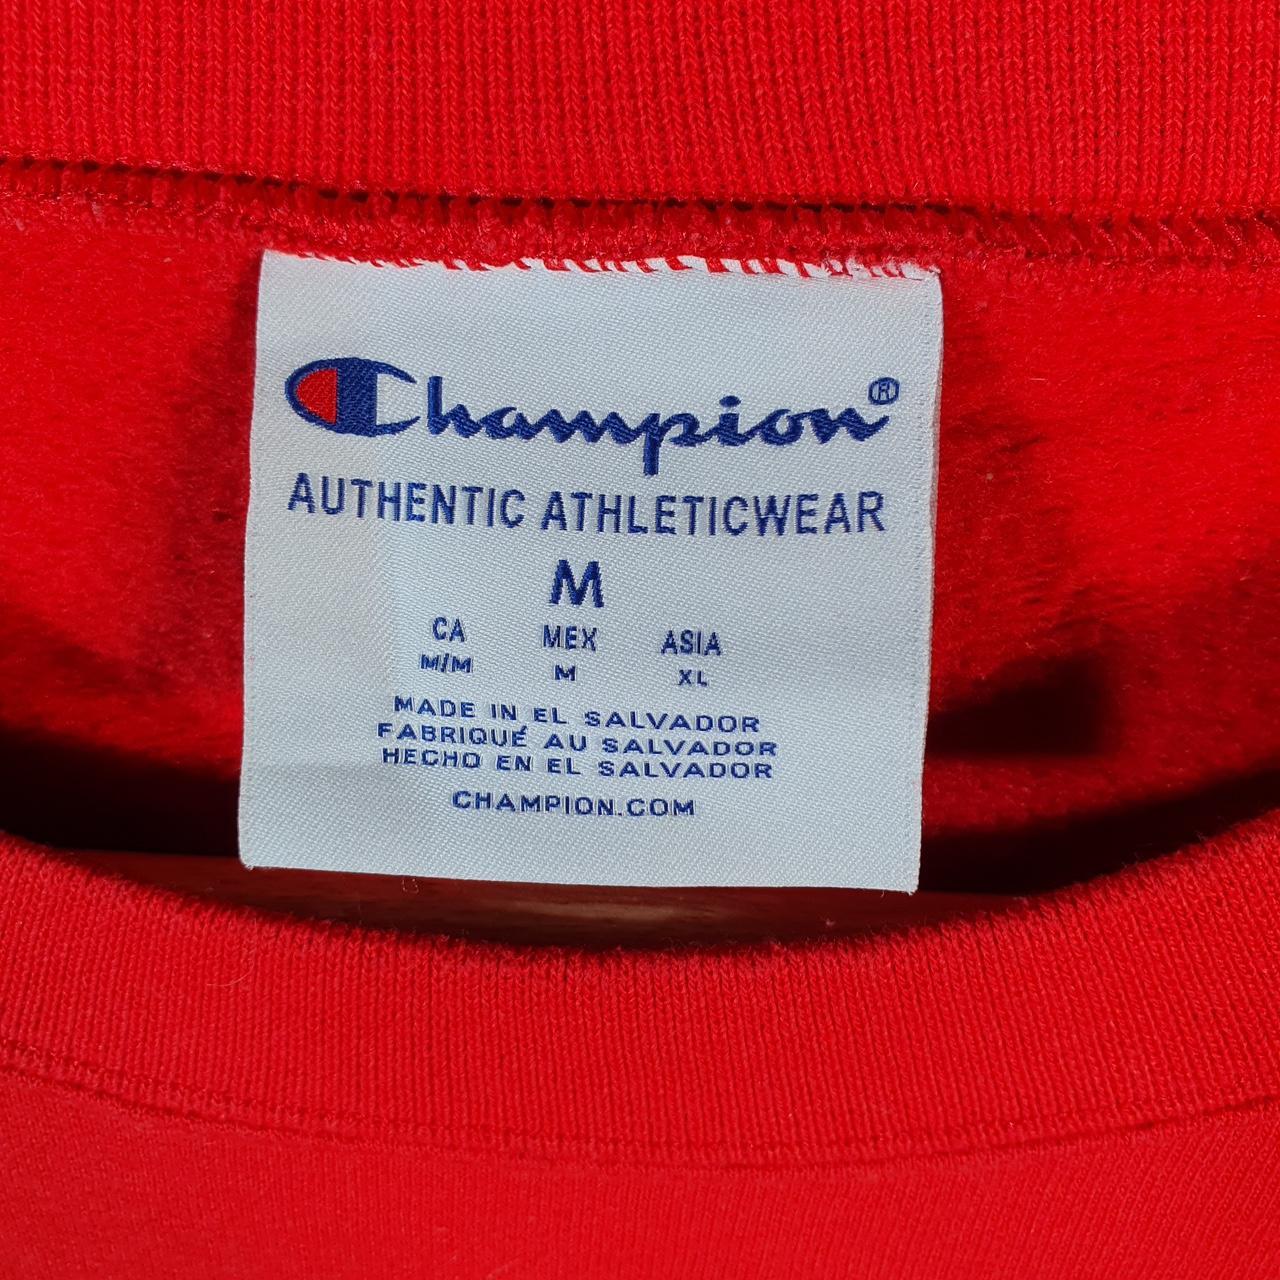 Champion®
AUTHENTIC ATHLETICWEAR
M
CA MEX ASIA
M/M M XL
MADE IN EL SALVADOR
FABRIQUÉ AU SALVADOR
HECHO EN EL SALVADOR
CHAMPION.COM